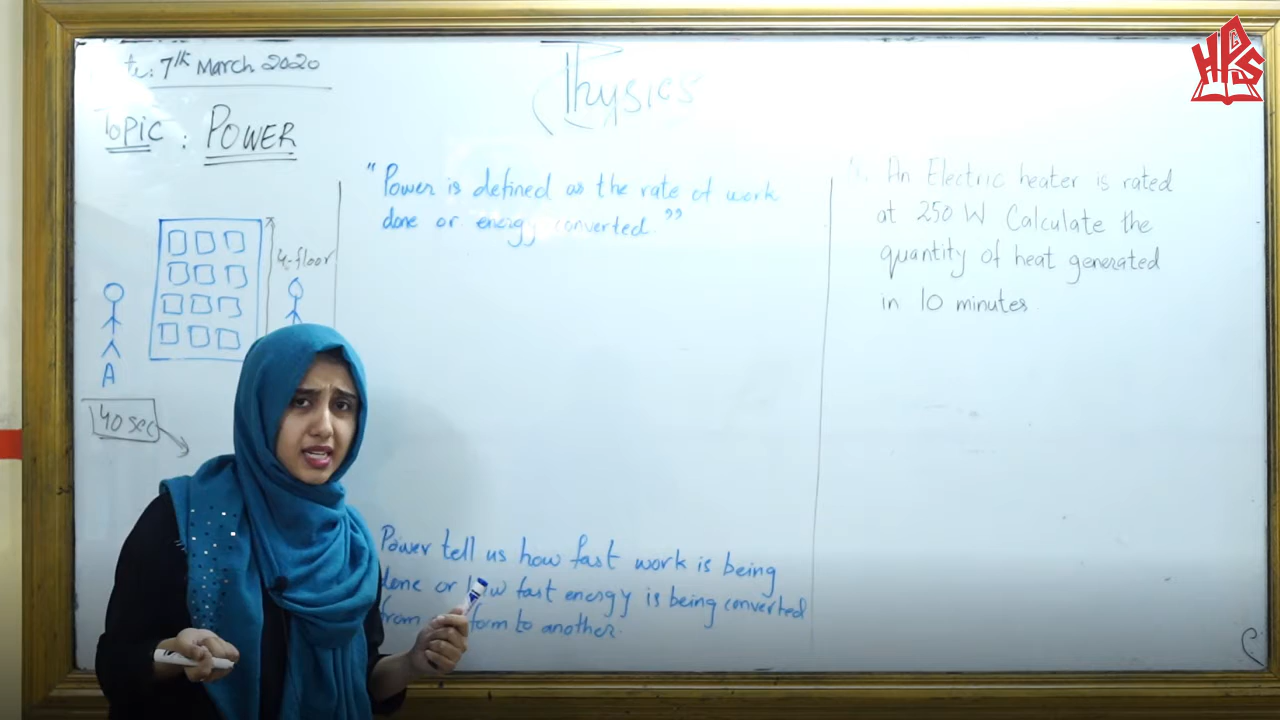 7th March 2020
Physics
Topic : POWER
4-floor
A
40 sec
"Power is defined as the rate of work
done or energy converted."
Power tell us how fast work is being
done or how fast energy is being converted
from form to another.
An Electric heater is rated
at 250 W Calculate the
quantity of heat generated
in 10 minutes.
HPGS